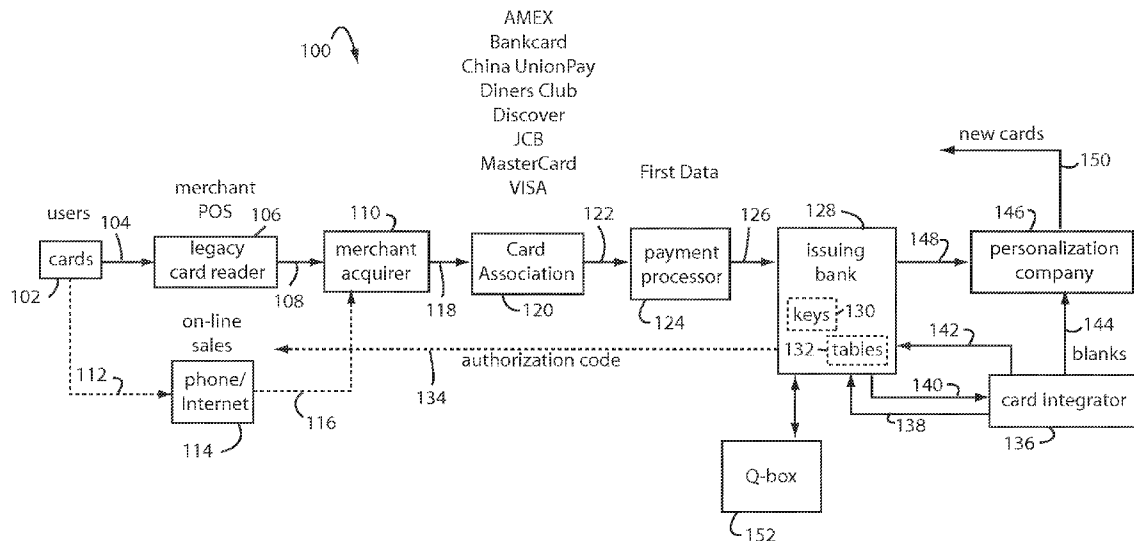 100
AMEX
Bankcard
China UnionPay
Diners Club
Discover
JCB
MasterCard
VISA
First Data
new cards
150
users
104
merchant
POS
106
110
122
126
128
146
cards
102
legacy
card reader
108
merchant
acquirer
118
Card
Association
120
payment
processor
124
issuing
bank
keys
130
132
tables
148
personalization
company
144
blanks
142
on-line
sales
authorization code
134
112
phone/
Internet
114
116
140
138
card integrator
136
Q-box
152